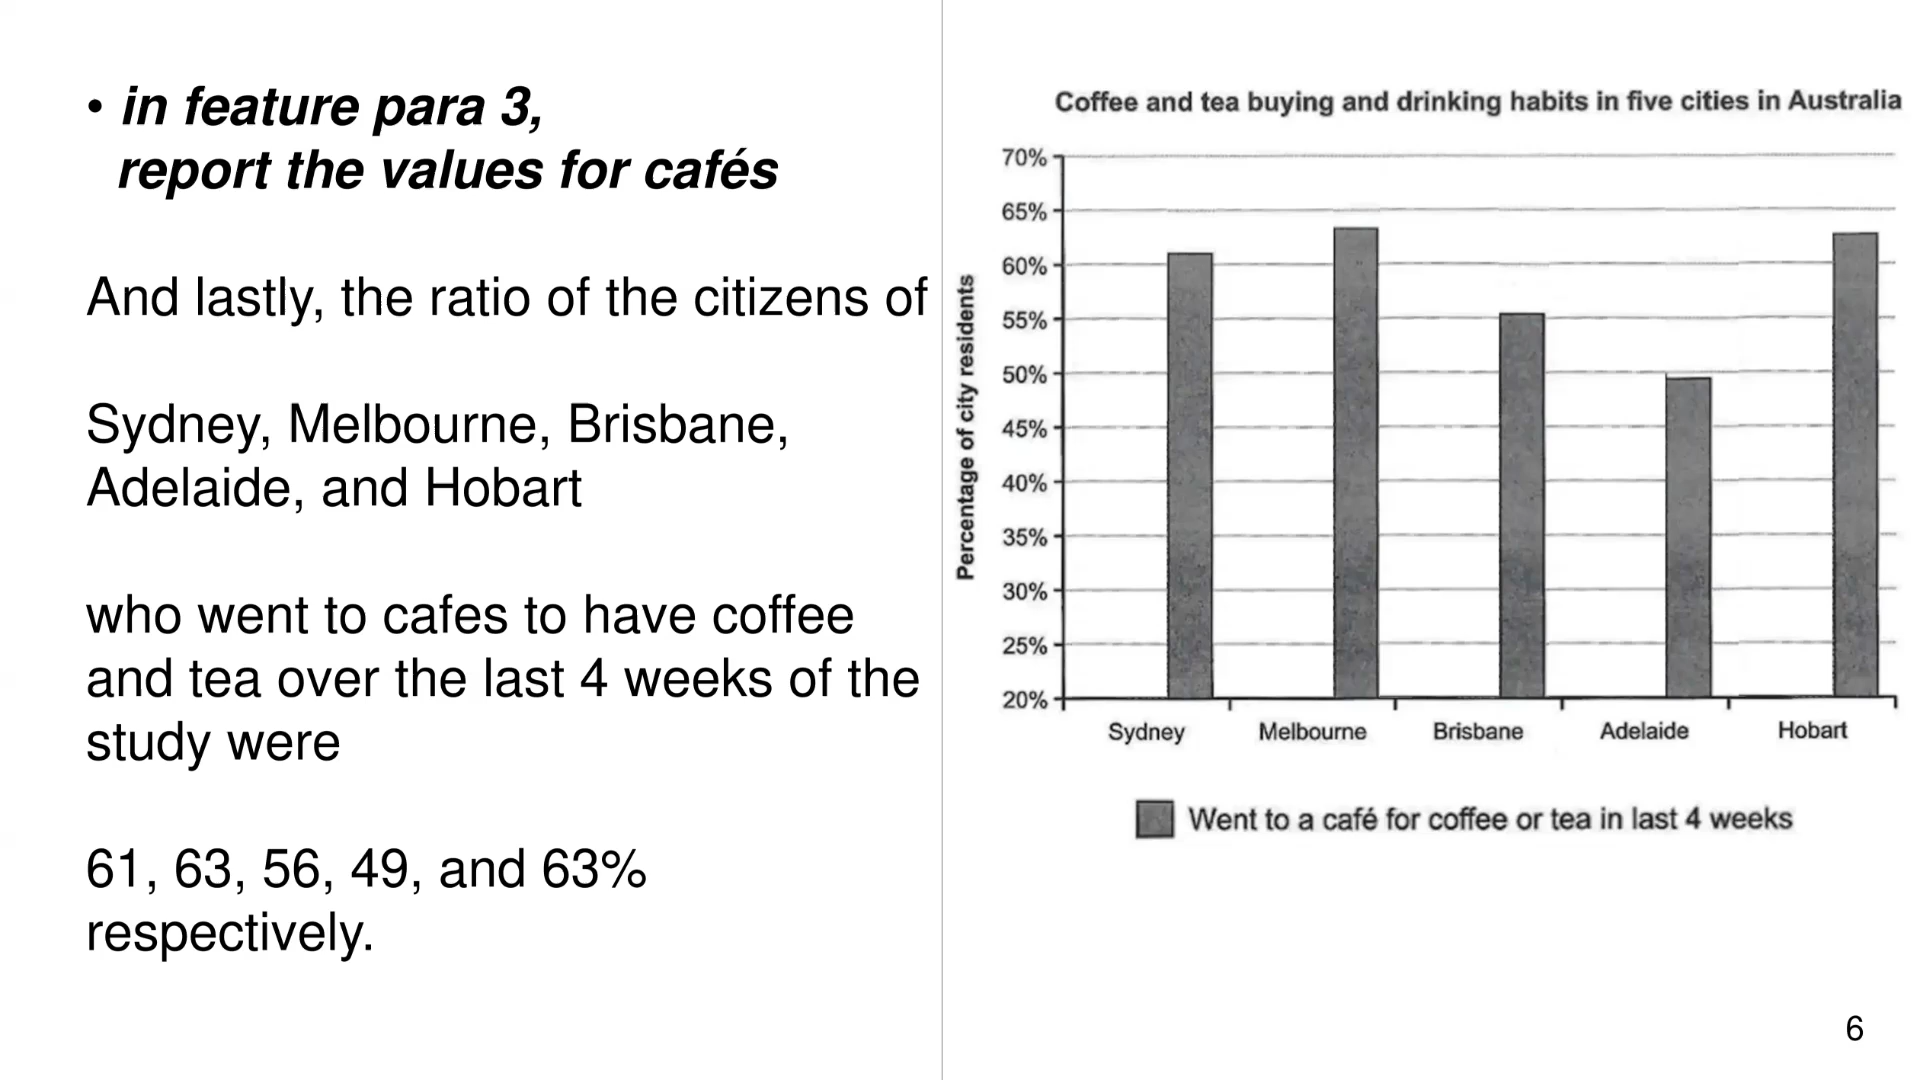 • in feature para 3,
report the values for cafés
And lastly, the ratio of the citizens of
Sydney, Melbourne, Brisbane,
Adelaide, and Hobart
who went to cafes to have coffee
and tea over the last 4 weeks of the
study were
61, 63, 56, 49, and 63%
respectively.
Coffee and tea buying and drinking habits in five cities in Australia
Percentage of city residents
70%
65%
60%
55%
50%
45%
40%
35%
30%
25%
20%
Sydney Melbourne Brisbane Adelaide Hobart
Went to a café for coffee or tea in last 4 weeks
6